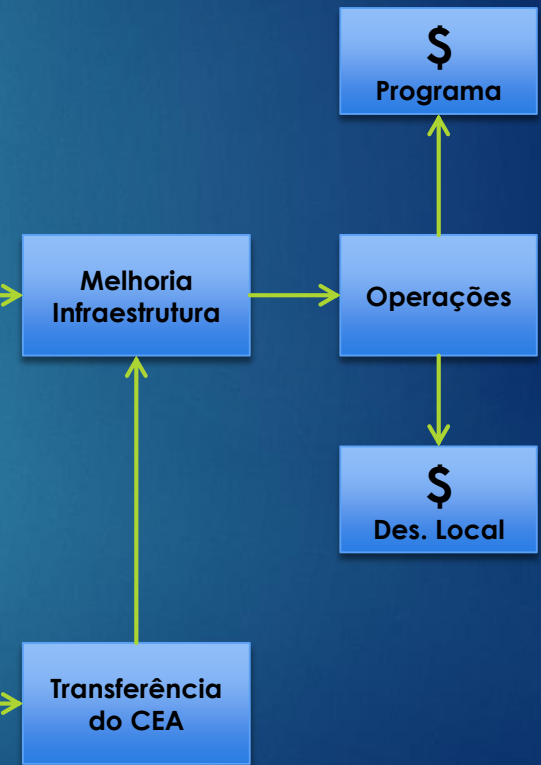 $
Programa
Melhoria
Infraestrutura
Operações
$
Des. Local
Transferência
do CEA